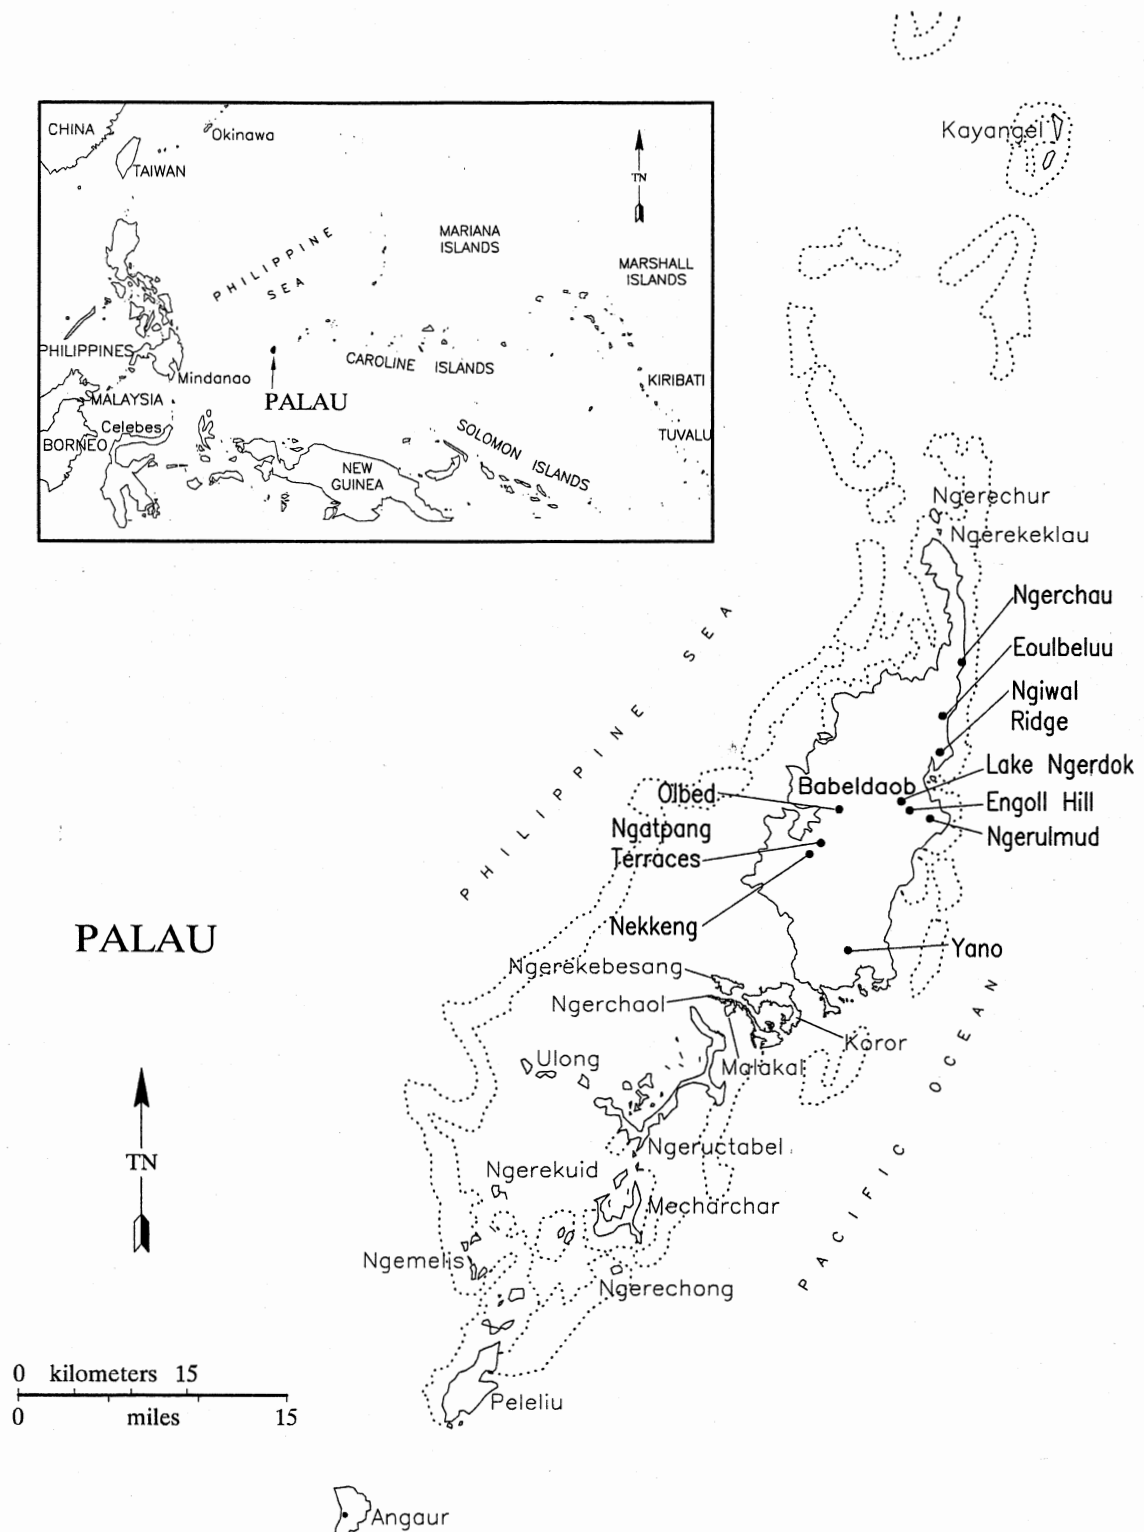 Kayangel
CHINA
Okinawa
TAIWAN
TN
MARIANA
ISLANDS
PHILIPPINE
SEA
MARSHALL
ISLANDS
PHILIPPINES
CAROLINE ISLANDS
Mindanao
KIRIBATI
MALAYSIA
PALAU
Celebes
BORNEO
SOLOMON ISLANDS
TUVALU
NEW
GUINEA
Ngerechur
Ngerekeklau
Ngerchau
Eoulbeluu
Ngiwal
Ridge
PHILIPPINE SEA
Lake Ngerdok
Babeldaob
Olbed
Engoll Hill
Ngatpang
Terraces
Ngerulmud
Nekkeng
PALAU
Yano
Ngerekebesang
Ngerchaol
Koror
Ulong
Malakal
PACIFIC OCEAN
TN
Ngeructabel
Ngerekuid
Mecharchar
Ngemelis
Ngerechong
0 kilometers 15
0 miles 15
Peleliu
Angaur